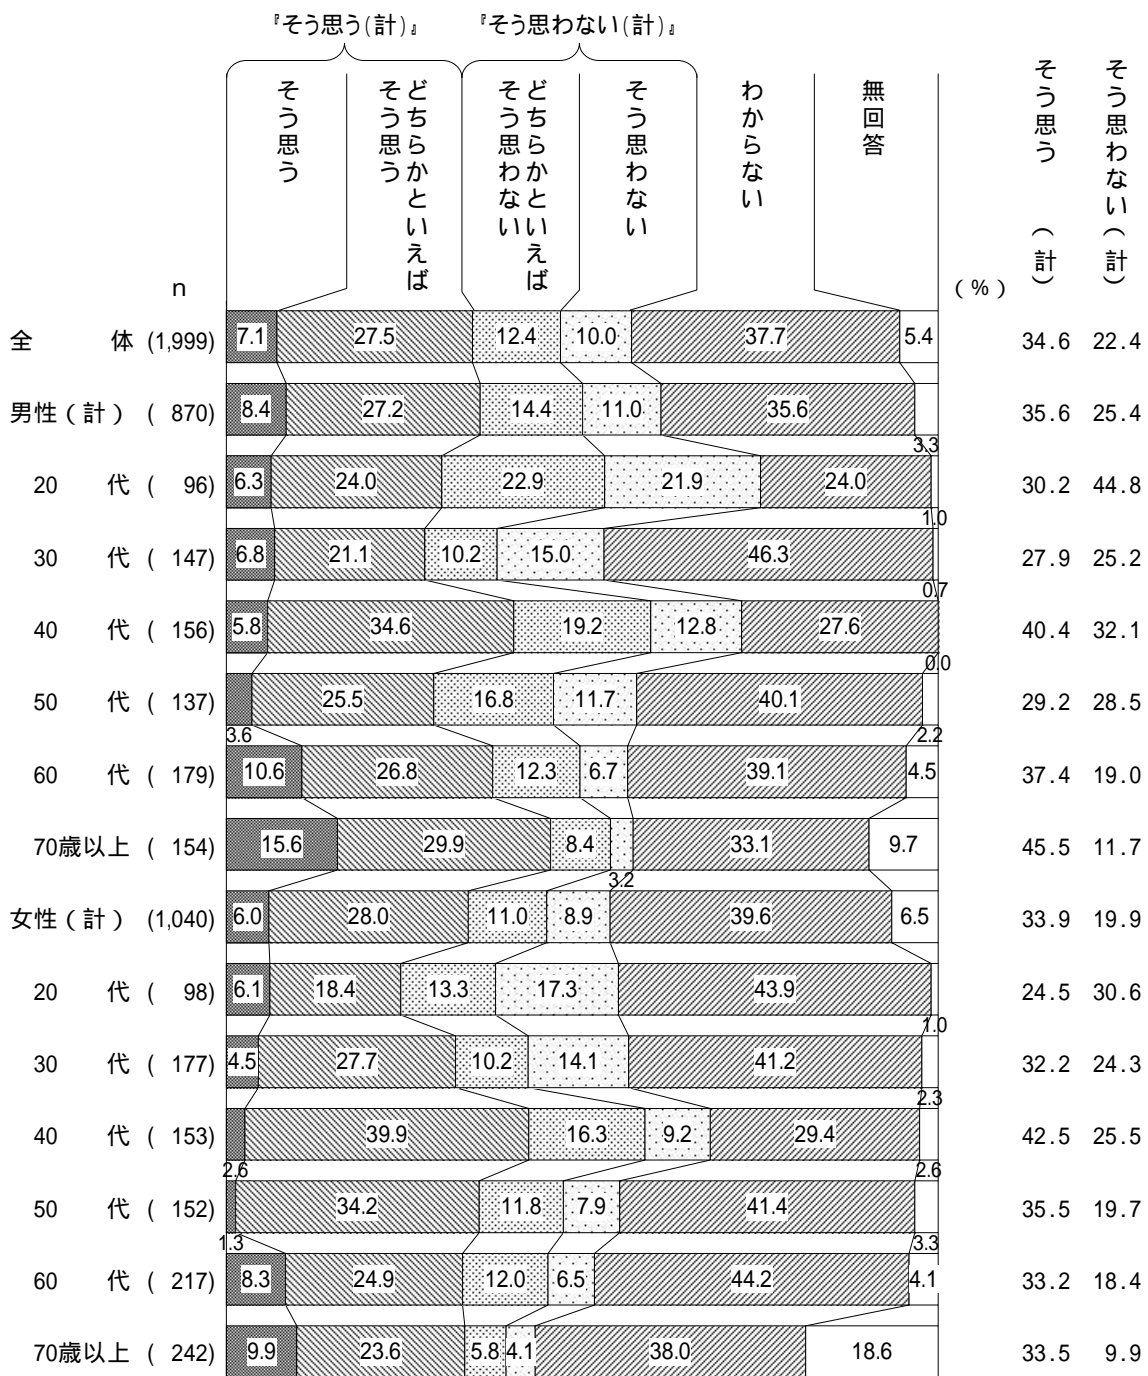 『そう思う(計)』 『そう思わない(計)』
そう思う
どちらかといえば
そう思う
どちらかといえば
そう思わない
そう思わない
わからない
無回答
そう思う (計)
そう思わない(計)
n (%)
全 体 (1,999) 7.1 27.5 12.4 10.0 37.7 5.4 34.6 22.4
男性(計) ( 870) 8.4 27.2 14.4 11.0 35.6 3.3 35.6 25.4
20 代 ( 96) 6.3 24.0 22.9 21.9 24.0 1.0 30.2 44.8
30 代 ( 147) 6.8 21.1 10.2 15.0 46.3 0.7 27.9 25.2
40 代 ( 156) 5.8 34.6 19.2 12.8 27.6 0.0 40.4 32.1
50 代 ( 137) 3.6 25.5 16.8 11.7 40.1 2.2 29.2 28.5
60 代 ( 179) 10.6 26.8 12.3 6.7 39.1 4.5 37.4 19.0
70歳以上 ( 154) 15.6 29.9 8.4 3.2 33.1 9.7 45.5 11.7
女性(計) (1,040) 6.0 28.0 11.0 8.9 39.6 6.5 33.9 19.9
20 代 ( 98) 6.1 18.4 13.3 17.3 43.9 1.0 24.5 30.6
30 代 ( 177) 4.5 27.7 10.2 14.1 41.2 2.3 32.2 24.3
40 代 ( 153) 2.6 39.9 16.3 9.2 29.4 2.6 42.5 25.5
50 代 ( 152) 1.3 34.2 11.8 7.9 41.4 3.3 35.5 19.7
60 代 ( 217) 8.3 24.9 12.0 6.5 44.2 4.1 33.2 18.4
70歳以上 ( 242) 9.9 23.6 5.8 4.1 38.0 18.6 33.5 9.9